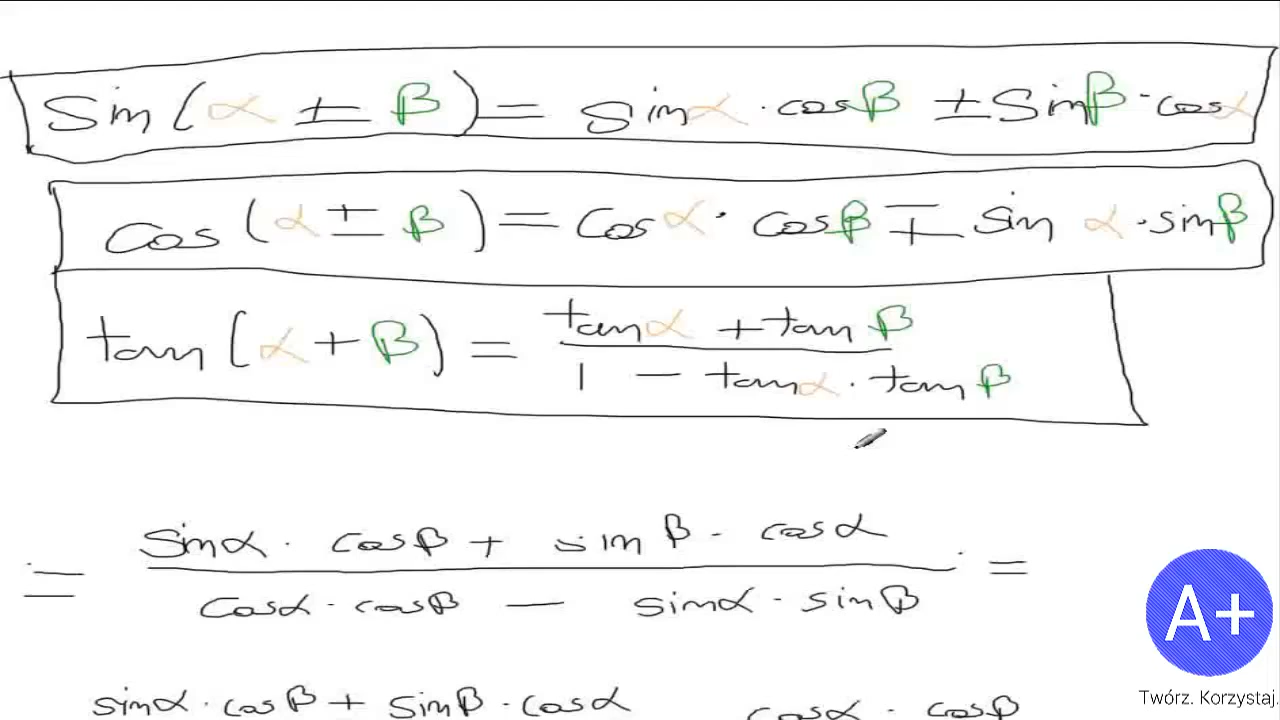 sin(α ± β) = sinα · cosβ ± sinβ · cosα
cos(α ± β) = cosα · cosβ ∓ sin α · sinβ
tan(α + β) = tanα + tanβ
1 - tanα · tanβ
= sinα · cosβ + sinβ · cosα =
cosα · cosβ - sinα · sinβ
A+
Twórz. Korzystaj
sinα · cosβ + sinβ · cosα cosα · cosβ